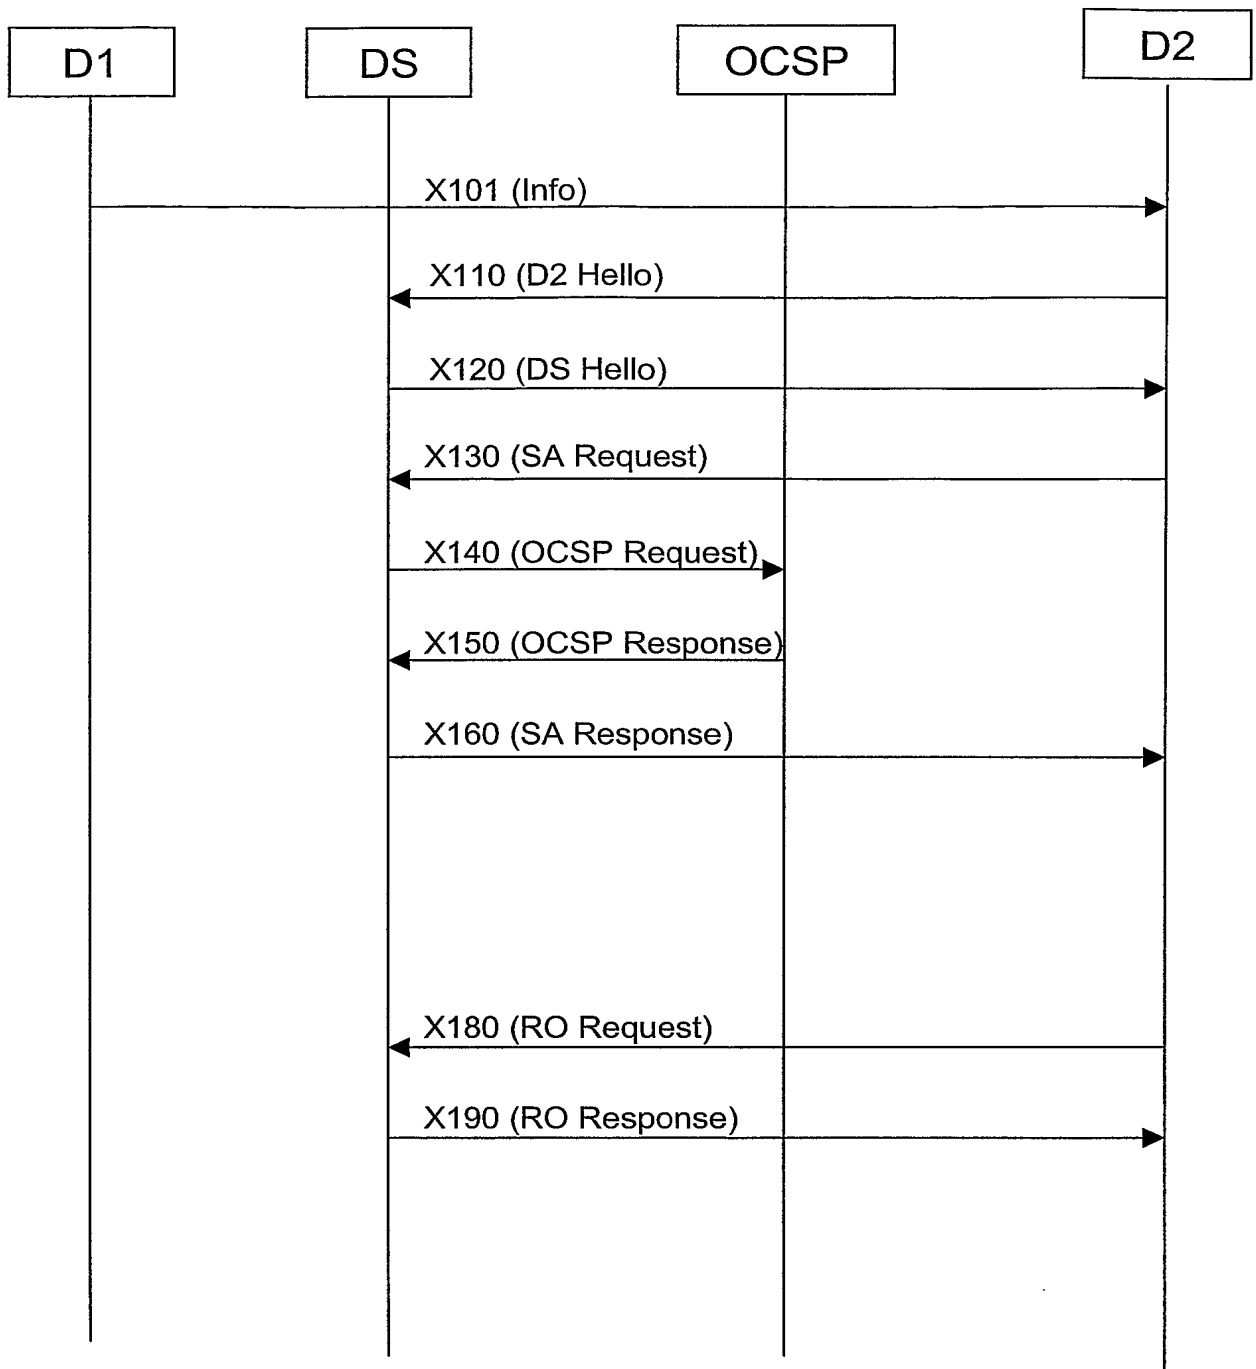 D1
DS
OCSP
D2
X101 (Info)
X110 (D2 Hello)
X120 (DS Hello)
X130 (SA Request)
X140 (OCSP Request)
X150 (OCSP Response)
X160 (SA Response)
X180 (RO Request)
X190 (RO Response)